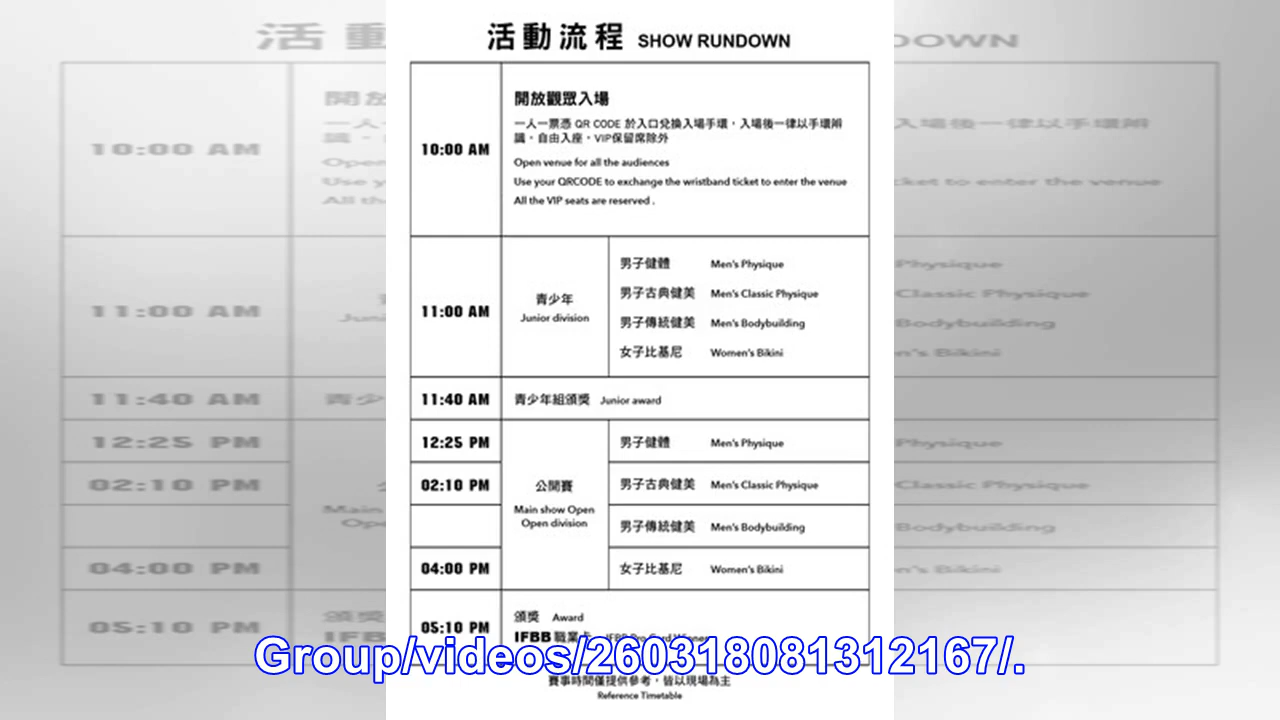 活動流程 SHOW RUNDOWN
10:00 AM
開放觀眾入場
一人一票憑 QR CODE 於入口兌換入場手環，入場後一律以手環辨
識。自由入座。VIP保留席除外
Open venue for all the audiences
Use your QRCODE to exchange the wristband ticket to enter the venue
All the VIP seats are reserved .
11:00 AM
青少年
Junior division
男子健體 Men's Physique
男子古典健美 Men's Classic Physique
男子傳統健美 Men's Bodybuilding
女子比基尼 Women's Bikini
11:40 AM 青少年組頒獎 Junior award
公開賽
Main show Open
Open division
12:25 PM 男子健體 Men's Physique
02:10 PM 男子古典健美 Men's Classic Physique
男子傳統健美 Men's Bodybuilding
04:00 PM 女子比基尼 Women's Bikini
05:10 PM
頒獎 Award
IFBB 職業卡 IFBB Pro Card Winner
Group/videos/260318081312167/.
賽事時間僅提供參考，皆以現場為主
Reference Timetable